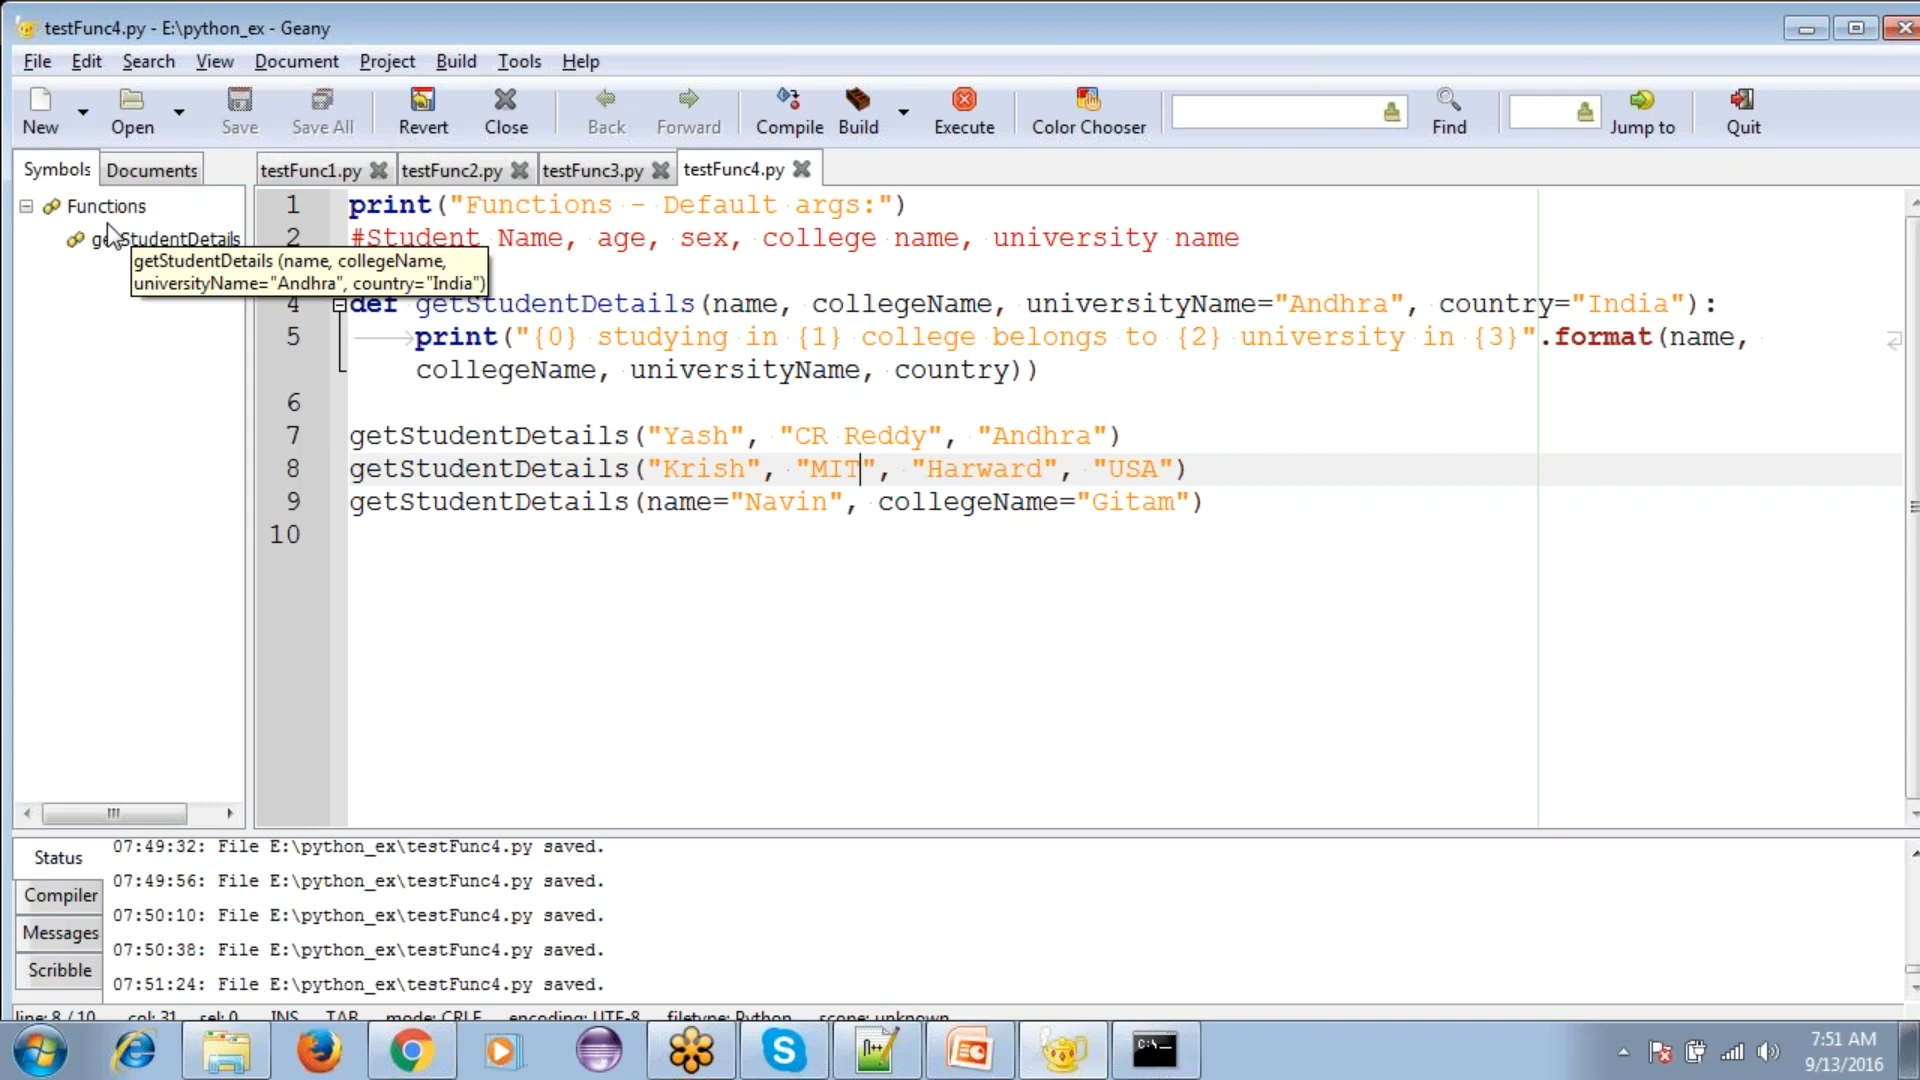 testFunc4.py - E:\python_ex - Geany
File Edit Search View Document Project Build Tools Help
New Open Save Save All Revert Close Back Forward Compile Build Execute Color Chooser Find Jump to Quit
Symbols Documents testFunc1.py testFunc2.py testFunc3.py testFunc4.py
Functions
getStudentDetails
getStudentDetails (name, collegeName,
universityName="Andhra", country="India")
1 print("Functions - Default args:")
2 #Student Name, age, sex, college name, university name
4 def getStudentDetails(name, collegeName, universityName="Andhra", country="India"):
5 print("{0} studying in {1} college belongs to {2} university in {3}".format(name,
collegeName, universityName, country))
6
7 getStudentDetails("Yash", "CR Reddy", "Andhra")
8 getStudentDetails("Krish", "MIT", "Harward", "USA")
9 getStudentDetails(name="Navin", collegeName="Gitam")
10
Status
Compiler
Messages
Scribble
07:49:32: File E:\python_ex\testFunc4.py saved.
07:49:56: File E:\python_ex\testFunc4.py saved.
07:50:10: File E:\python_ex\testFunc4.py saved.
07:50:38: File E:\python_ex\testFunc4.py saved.
07:51:24: File E:\python_ex\testFunc4.py saved.
line: 8 / 10 col: 31 sel: 0 INS TAB mode: CRLF encoding: UTF-8 filetype: Python scope: unknown
7:51 AM
9/13/2016